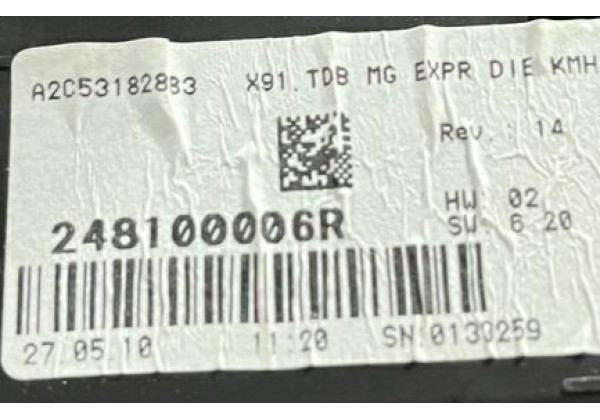 A2C53182883 X91.TDB MG EXPR DIE KMH
Rev. : 14
HW 02
248100006R
SW. 6 20
27.05.10 11:20 SN:0133259